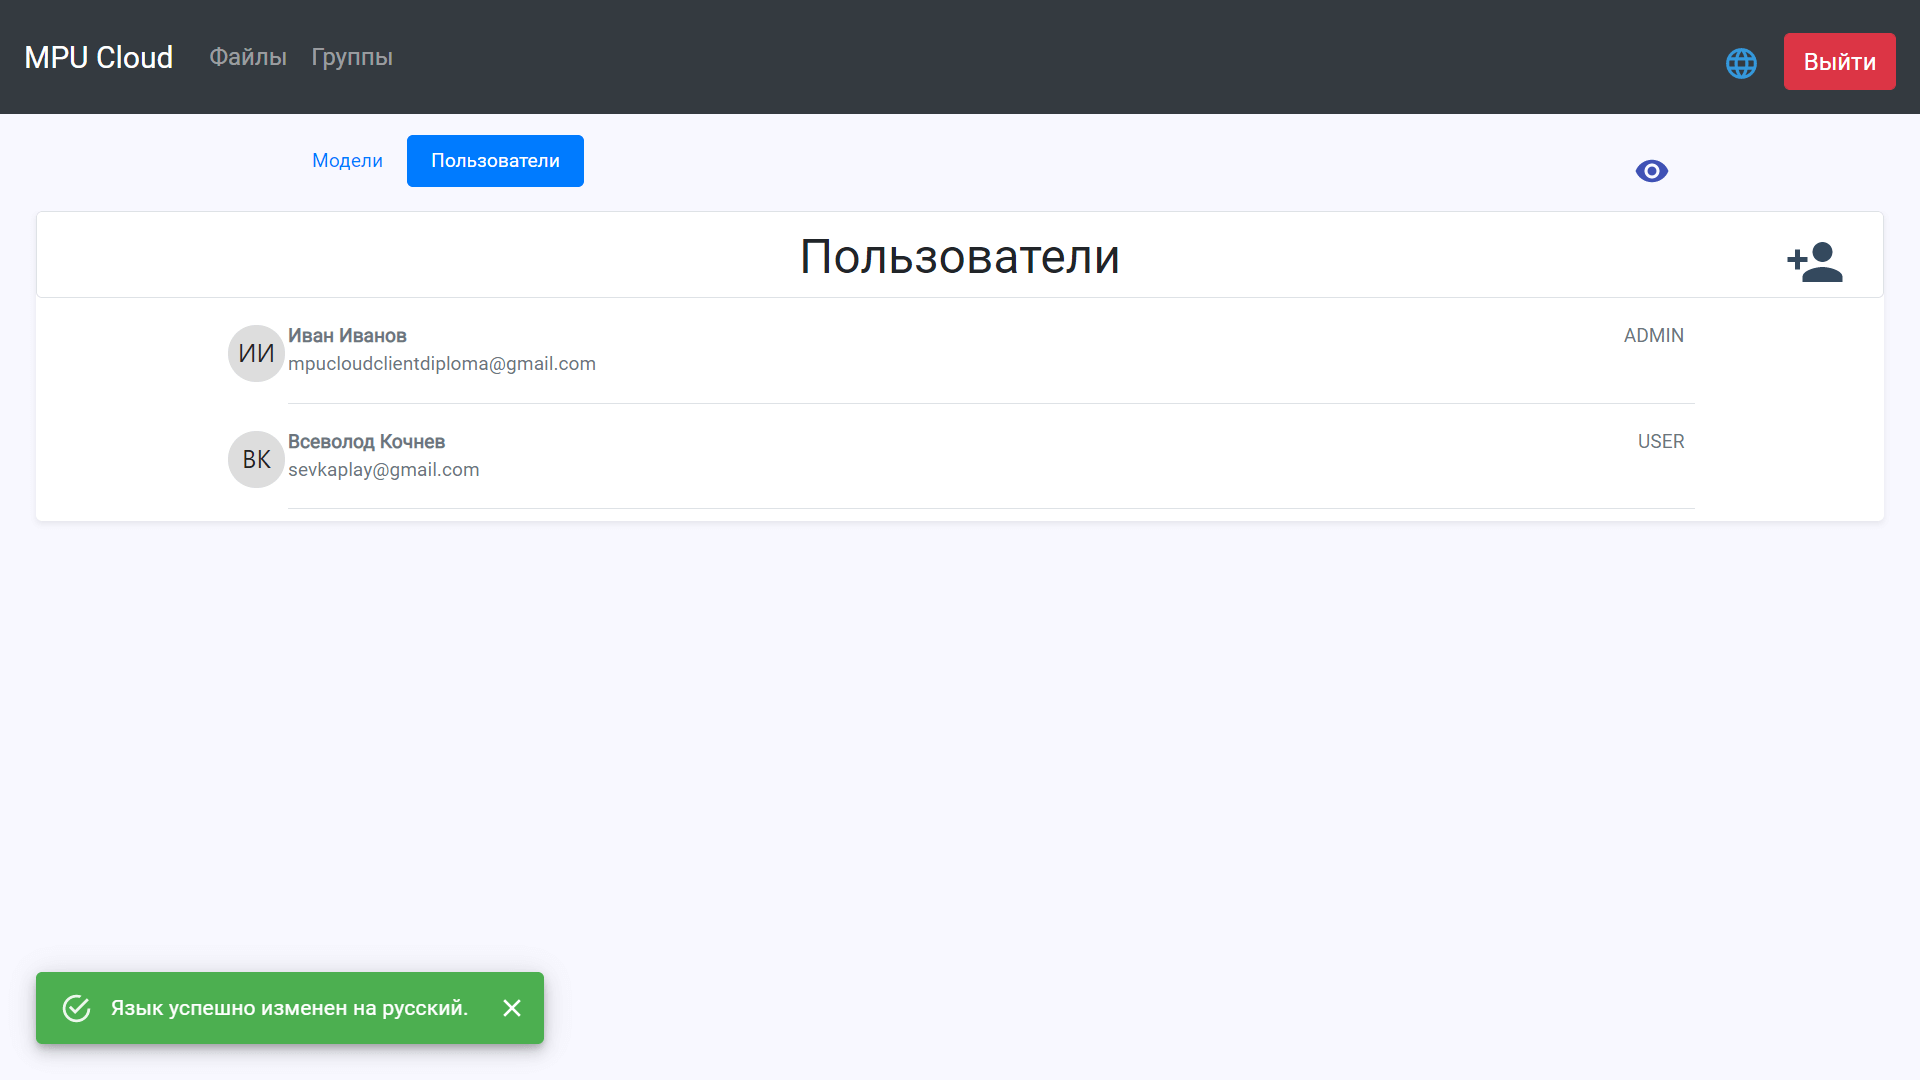 MPU Cloud Файлы Группы Выйти
Модели Пользователи
Пользователи
ИИ Иван Иванов ADMIN
mpucloudclientdiploma@gmail.com
ВК Всеволод Кочнев USER
sevkaplay@gmail.com
Язык успешно изменен на русский.